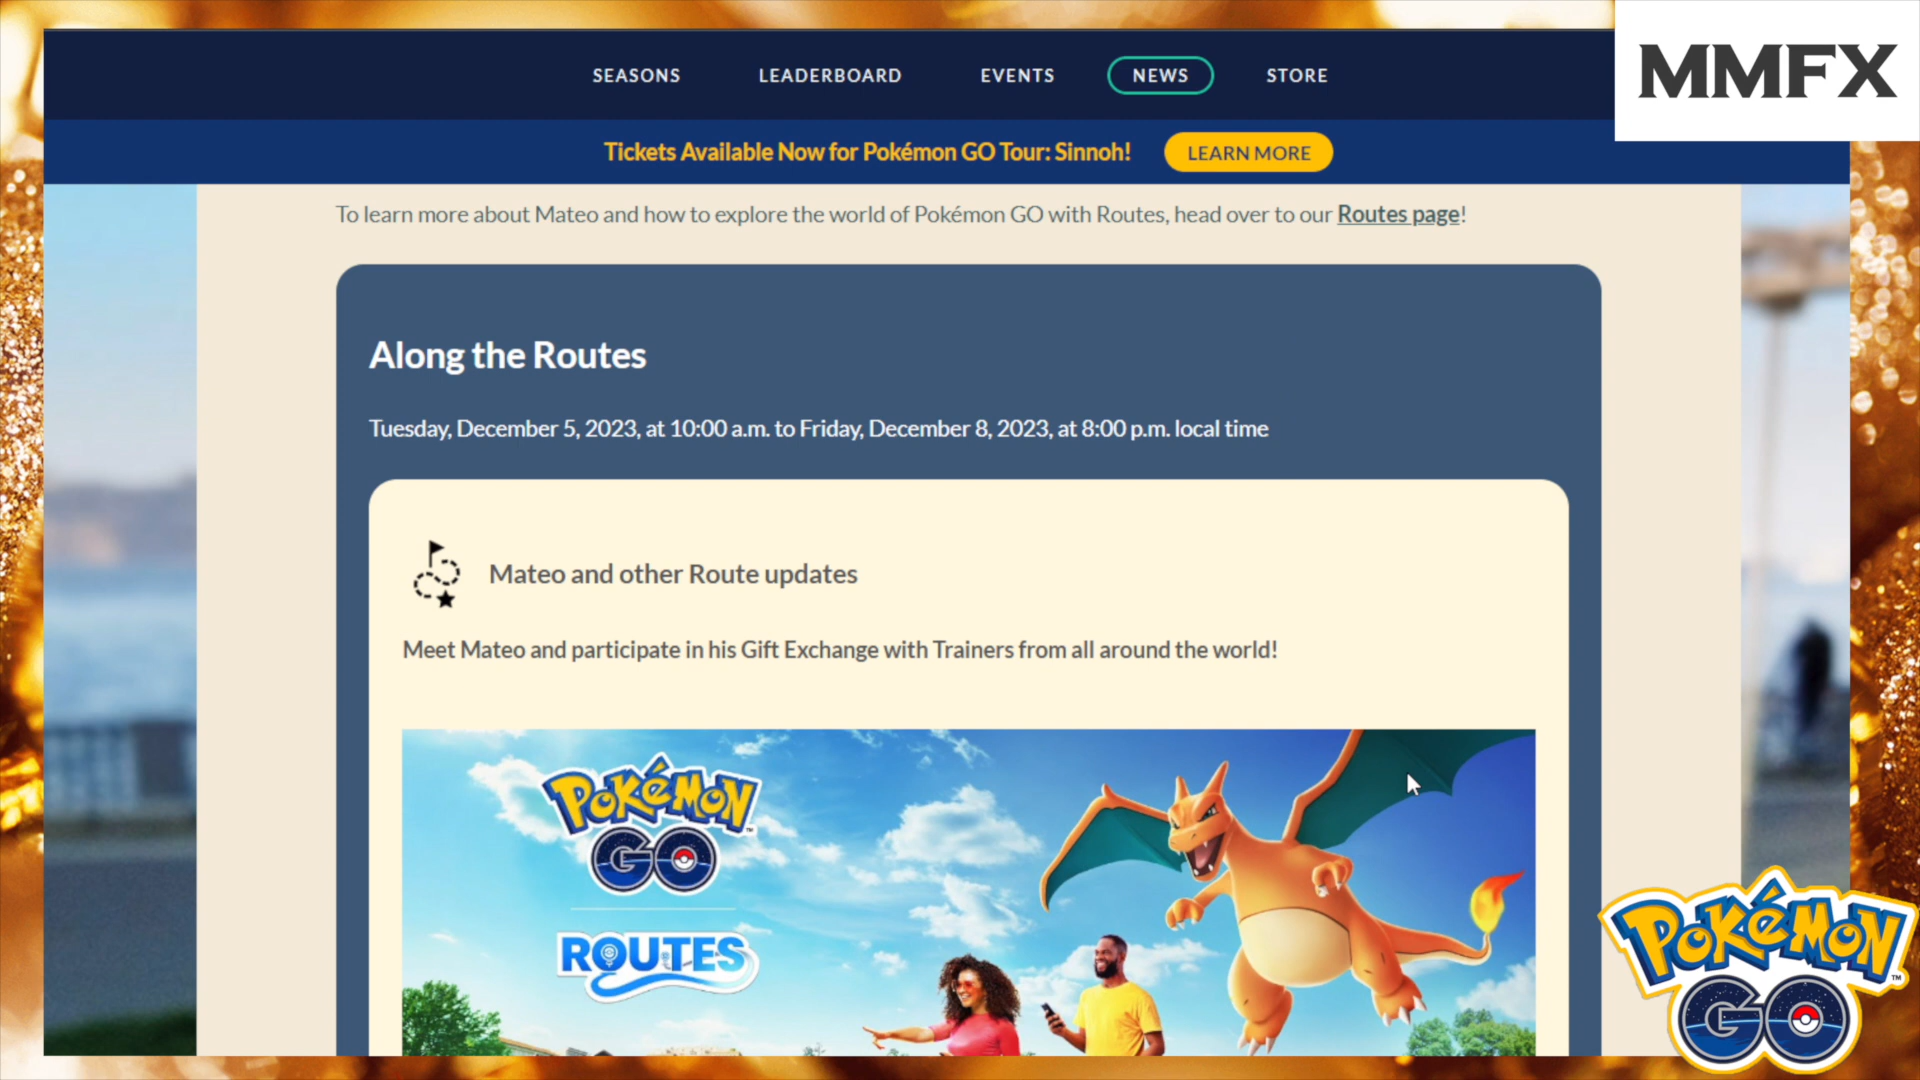 MMFX
SEASONS LEADERBOARD EVENTS NEWS STORE
Tickets Available Now for Pokémon GO Tour: Sinnoh! LEARN MORE
To learn more about Mateo and how to explore the world of Pokémon GO with Routes, head over to our Routes page!
Along the Routes
Tuesday, December 5, 2023, at 10:00 a.m. to Friday, December 8, 2023, at 8:00 p.m. local time
Mateo and other Route updates
Meet Mateo and participate in his Gift Exchange with Trainers from all around the world!
POKéMON
GO
ROUTES
POKéMON
GO